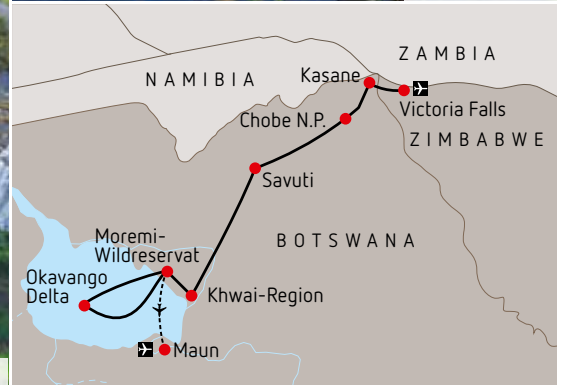 ZAMBIA
NAMIBIA
Kasane
Victoria Falls
Chobe N.P.
ZIMBABWE
Savuti
Moremi-
Wildreservat
BOTSWANA
Okavango
Delta
Khwai-Region
Maun